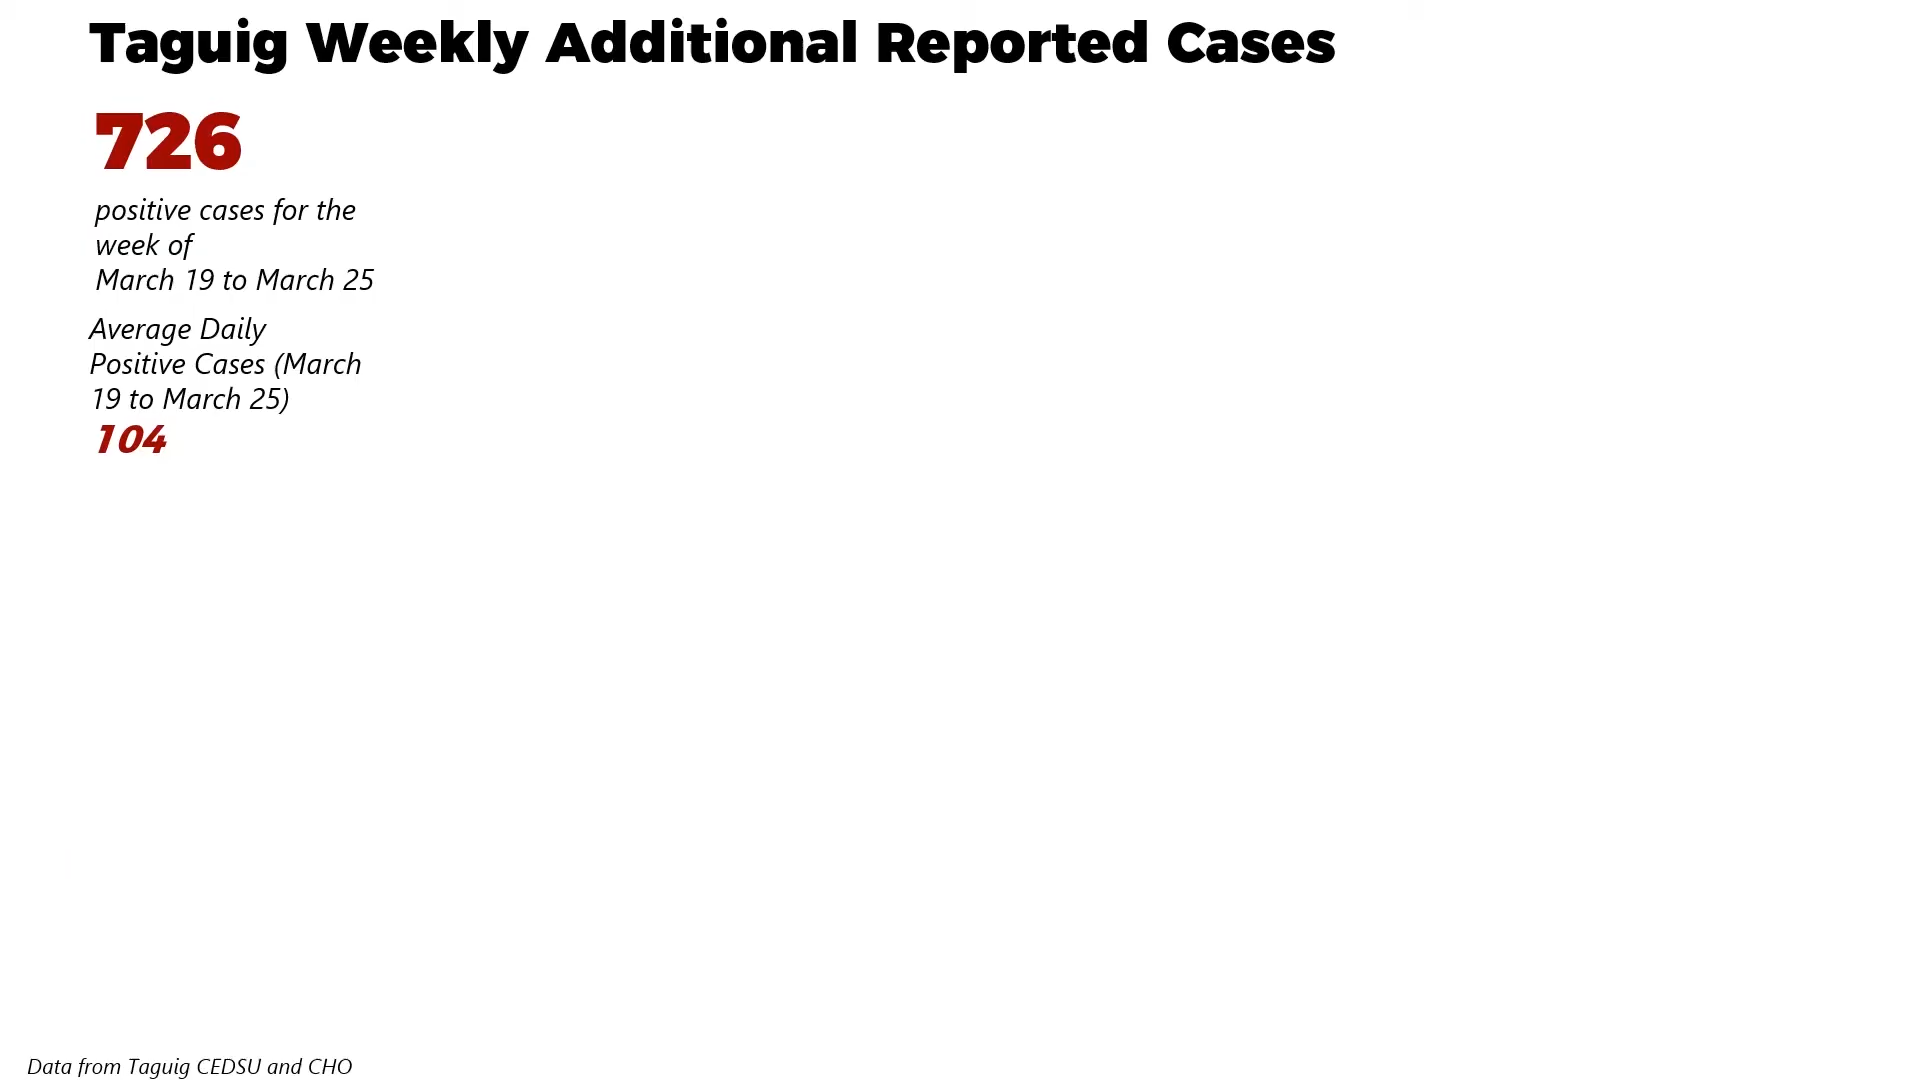 Taguig Weekly Additional Reported Cases
726
positive cases for the
week of
March 19 to March 25
Average Daily
Positive Cases (March
19 to March 25)
104
Data from Taguig CEDSU and CHO